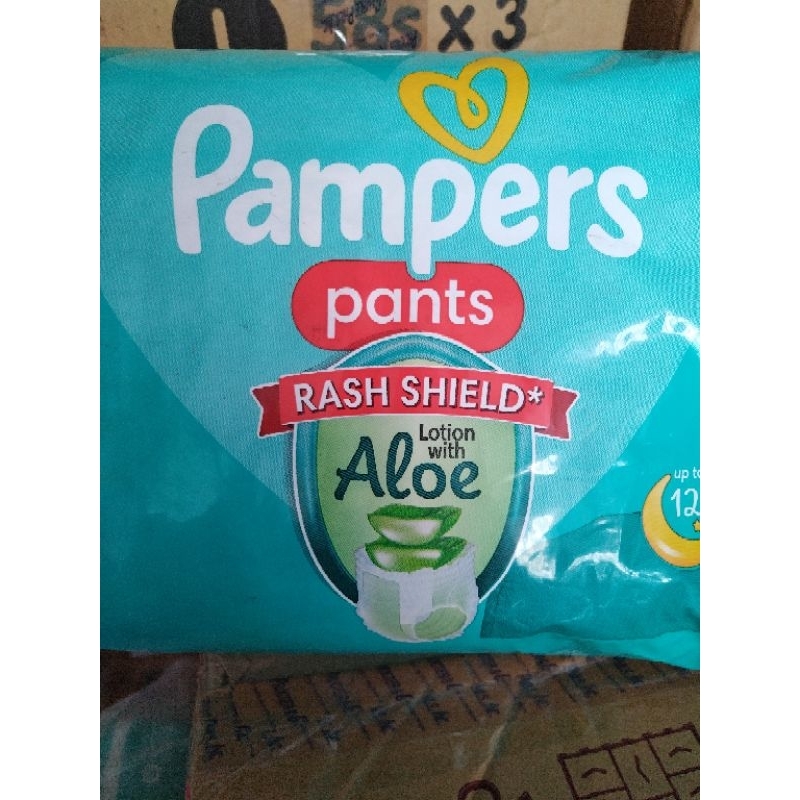 58s x 3
Pampers
pants
RASH SHIELD*
Lotion
with
Aloe
up to
12